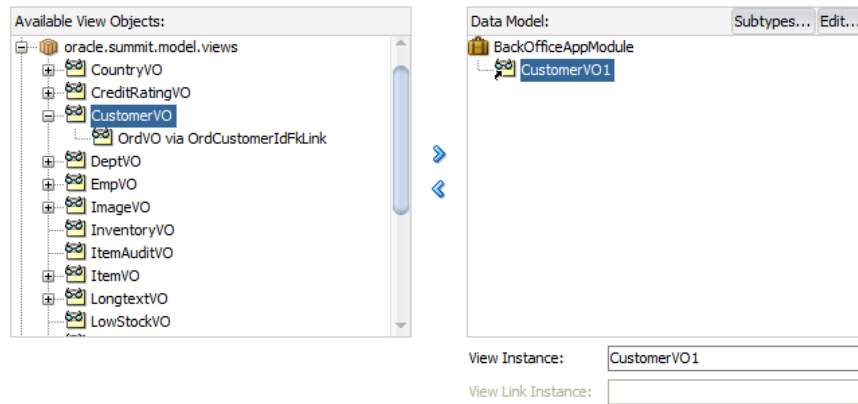 Available View Objects:
oracle.summit.model.views
CountryVO
CreditRatingVO
CustomerVO
OrdVO via OrdCustomerIdFkLink
DeptVO
EmpVO
ImageVO
InventoryVO
ItemAuditVO
ItemVO
LongtextVO
LowStockVO
Data Model:
Subtypes... Edit...
BackOfficeAppModule
CustomerVO1
View Instance: CustomerVO1
View Link Instance: